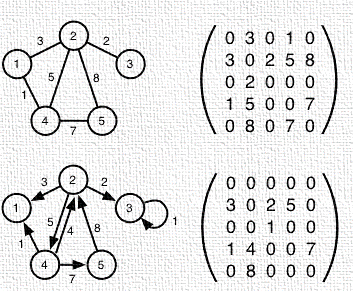 3 2 2
1 3
5 8
1
4 7 5
0 3 0 1 0
3 0 2 5 8
0 2 0 0 0
1 5 0 0 7
0 8 0 7 0
3 2 2
1 3 1
5 4 8
1
4 7 5
0 0 0 0 0
3 0 2 5 0
0 0 1 0 0
1 4 0 0 7
0 8 0 0 0